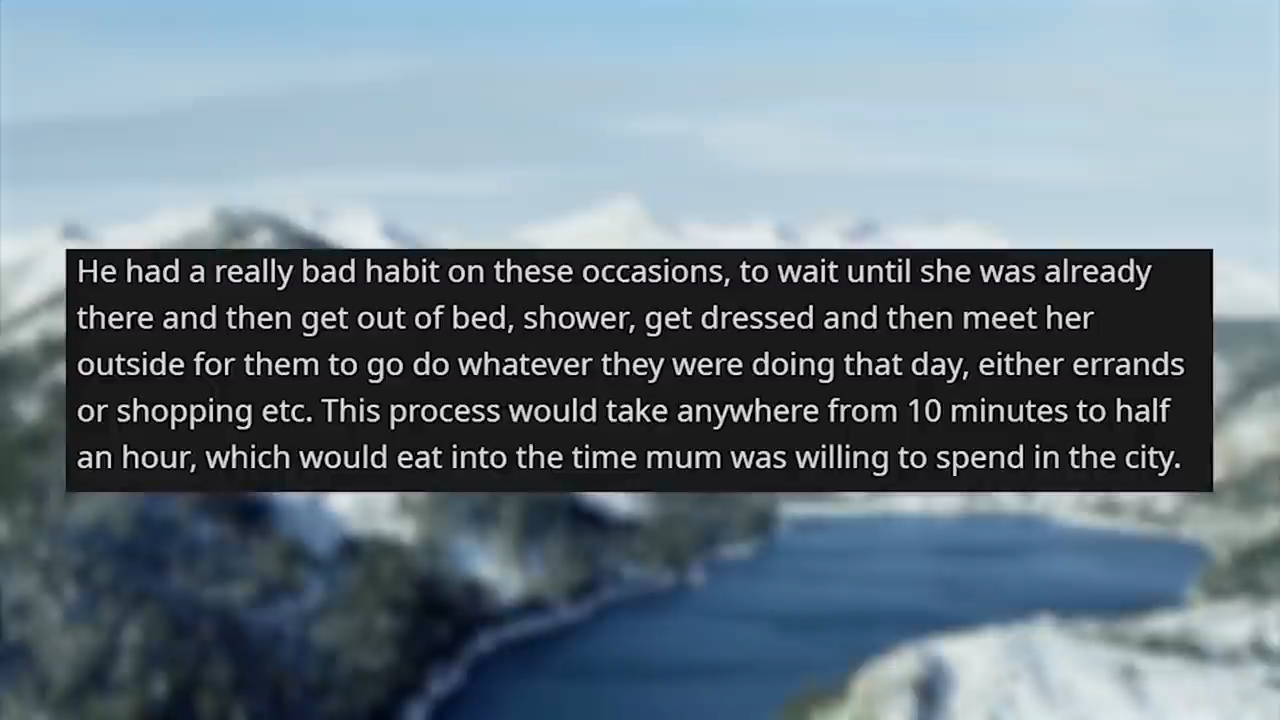 He had a really bad habit on these occasions, to wait until she was already
there and then get out of bed, shower, get dressed and then meet her
outside for them to go do whatever they were doing that day, either errands
or shopping etc. This process would take anywhere from 10 minutes to half
an hour, which would eat into the time mum was willing to spend in the city.